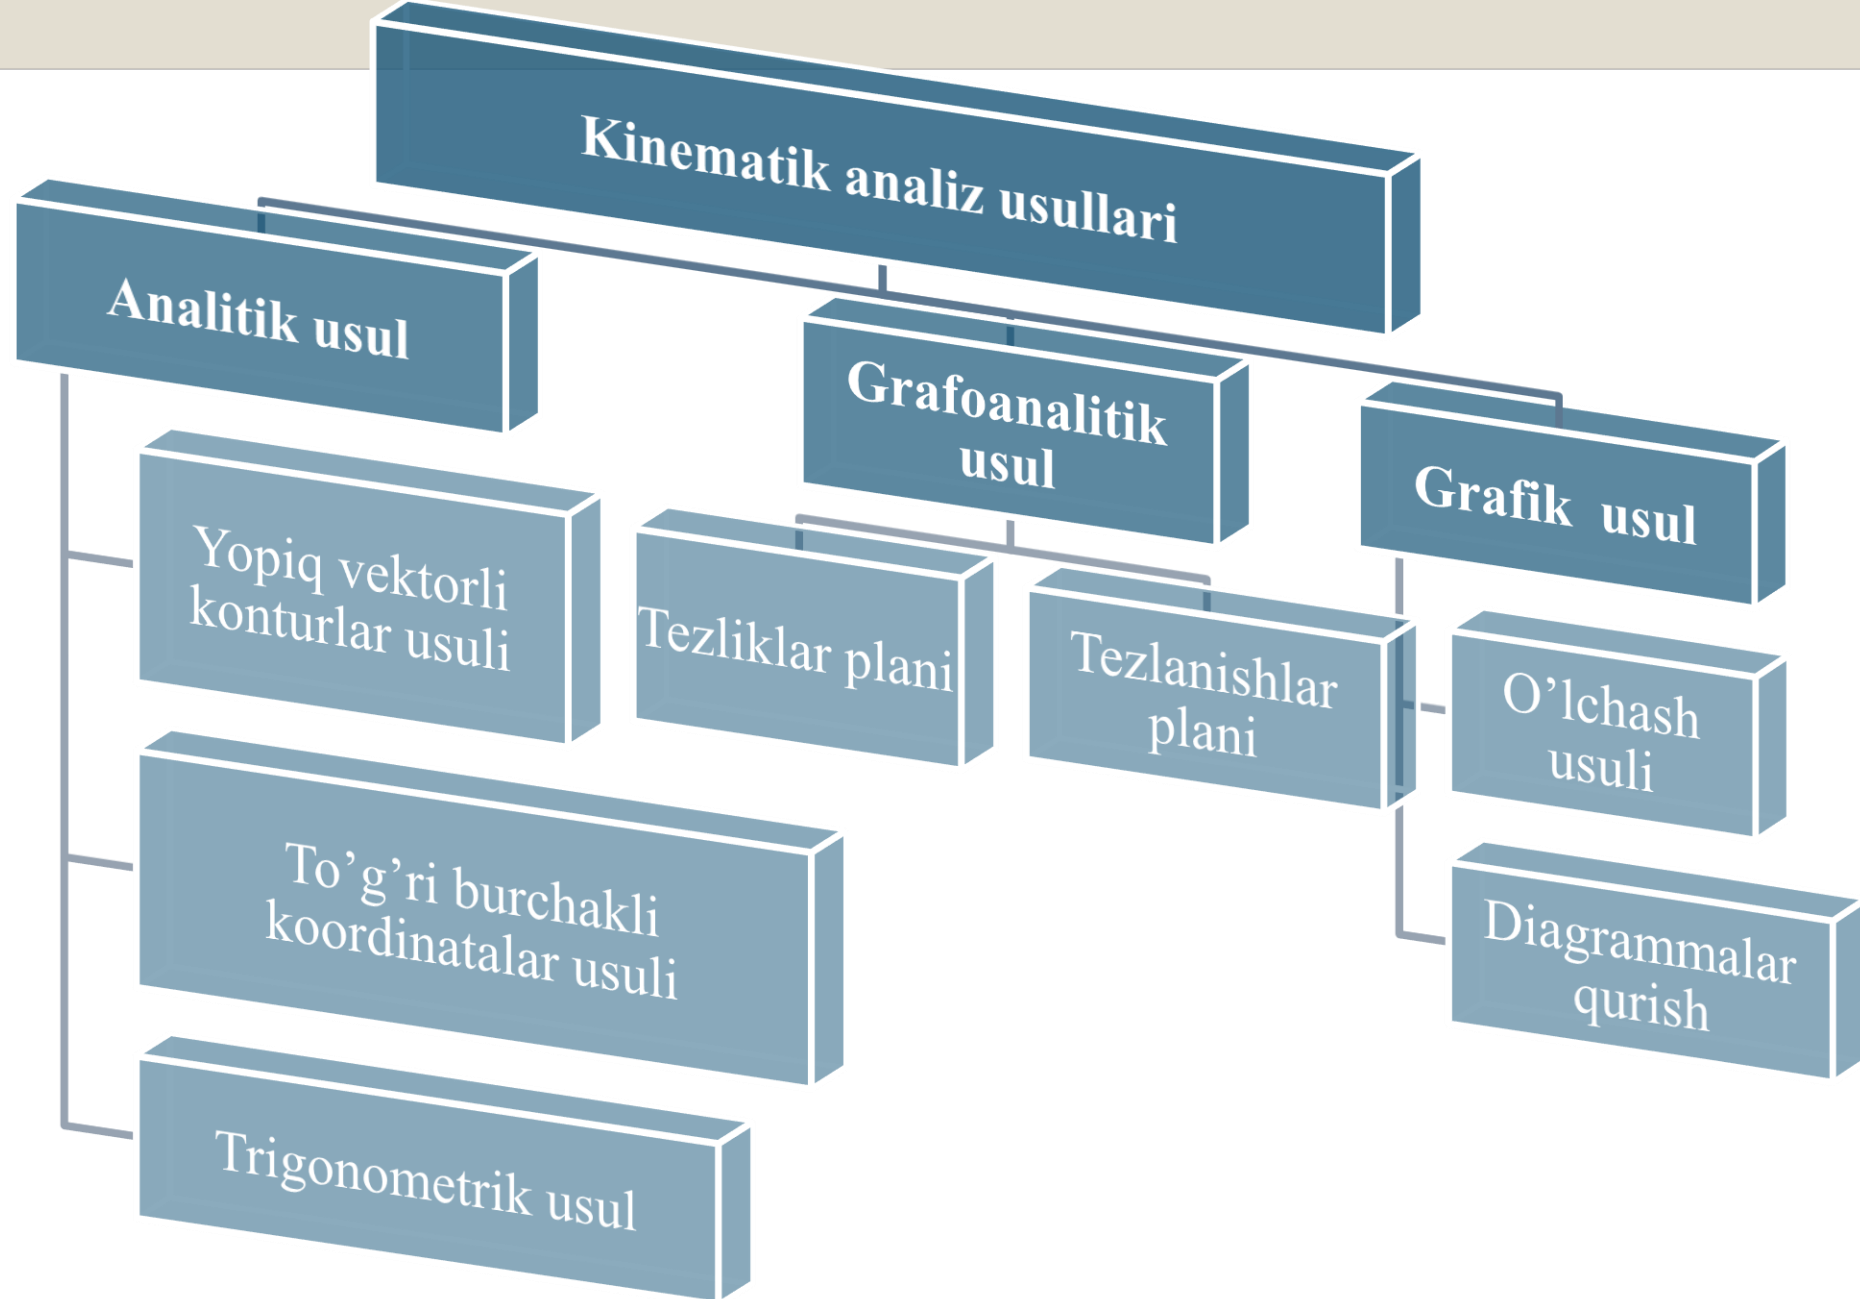 Kinematik analiz usullari
Analitik usul
Yopiq vektorli
konturlar usuli
To’g’ri burchakli
koordinatalar usuli
Trigonometrik usul
Grafoanalitik
usul
Tezliklar plani
Tezlanishlar
plani
Grafik  usul
O’lchash
usuli
Diagrammalar
qurish